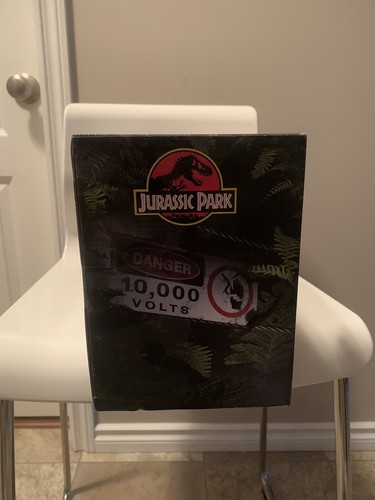 JURASSIC PARK
DANGER
10,000
VOLTS